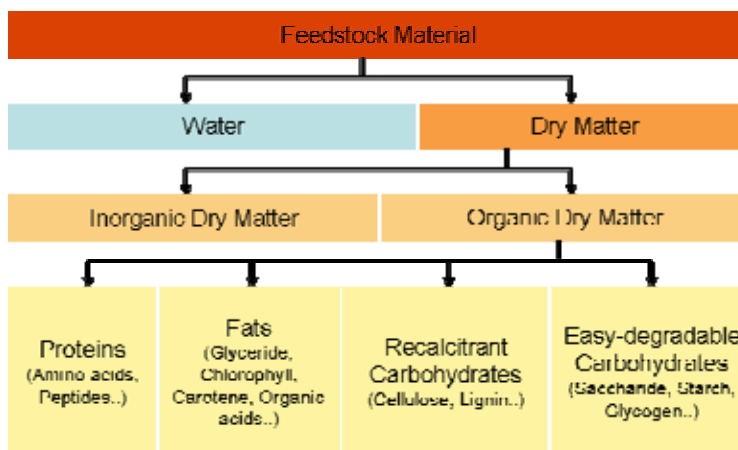 Feedstock Material
Water
Dry Matter
Inorganic Dry Matter
Organic Dry Matter
Proteins
(Amino acids,
Peptides..)
Fats
(Glyceride,
Chlorophyll,
Carotene, Organic
acids..)
Recalcitrant
Carbohydrates
(Cellulose, Lignin..)
Easy-degradable
Carbohydrates
(Saccharide, Starch,
Glycogen..)